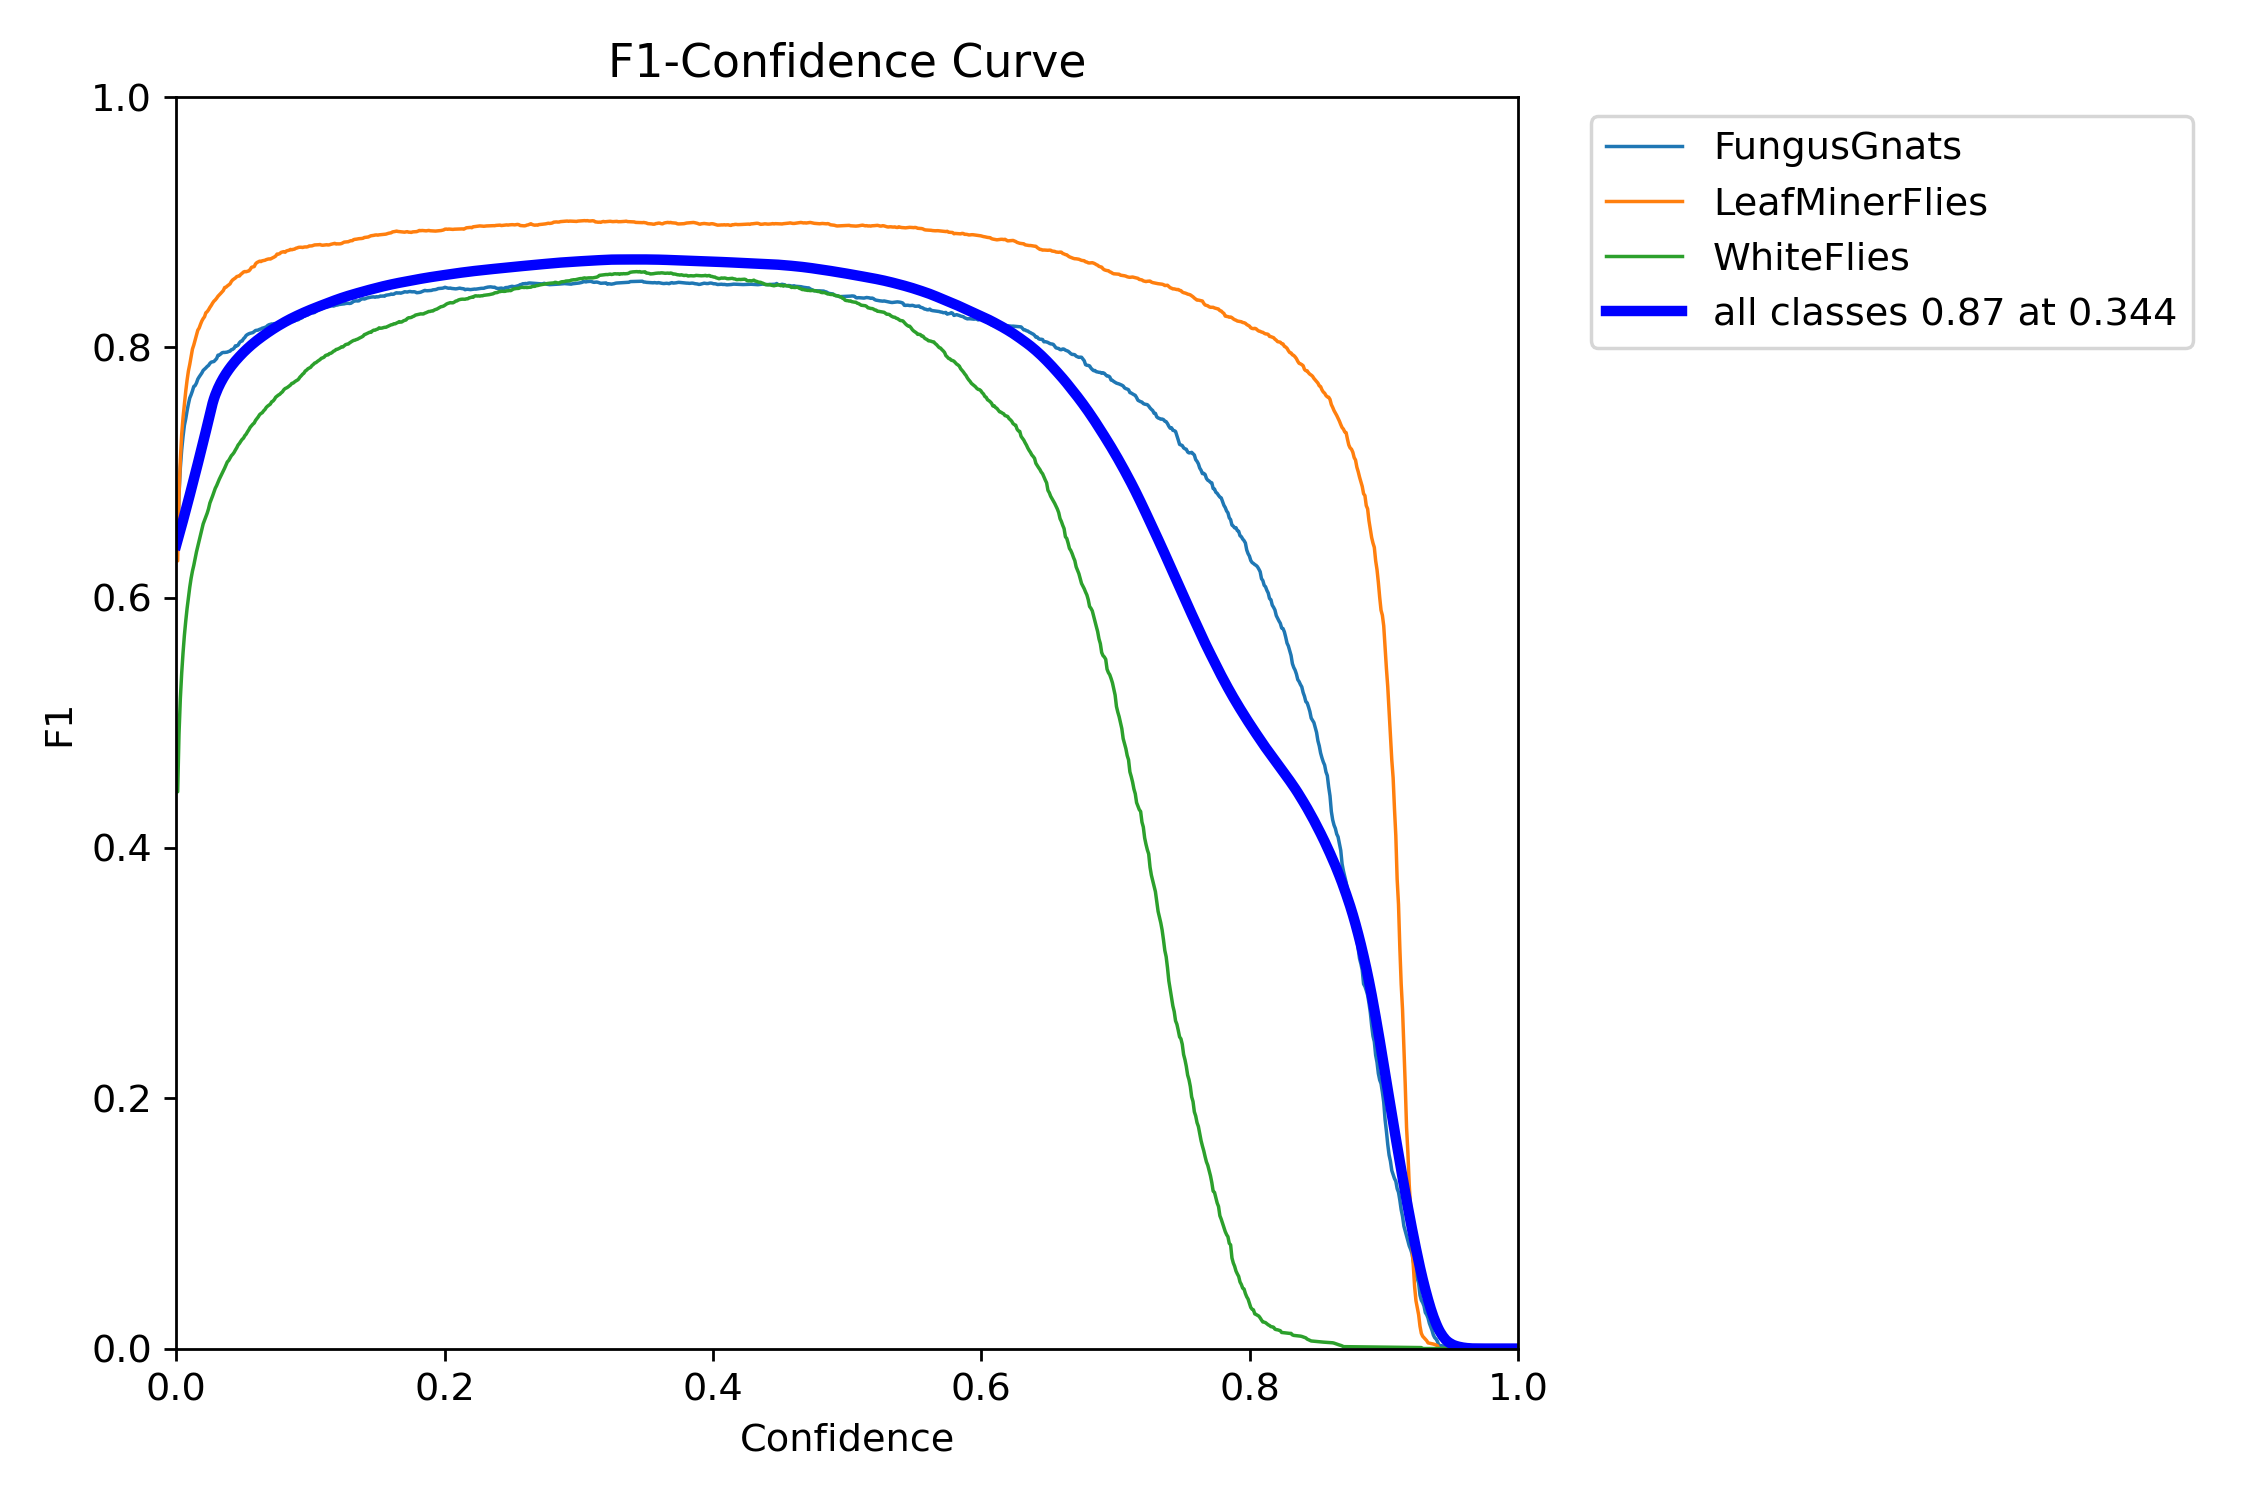 F1-Confidence Curve
1.0
0.8
0.6
0.4
0.2
0.0
F1
0.0 0.2 0.4 0.6 0.8 1.0
Confidence
FungusGnats
LeafMinerFlies
WhiteFlies
all classes 0.87 at 0.344